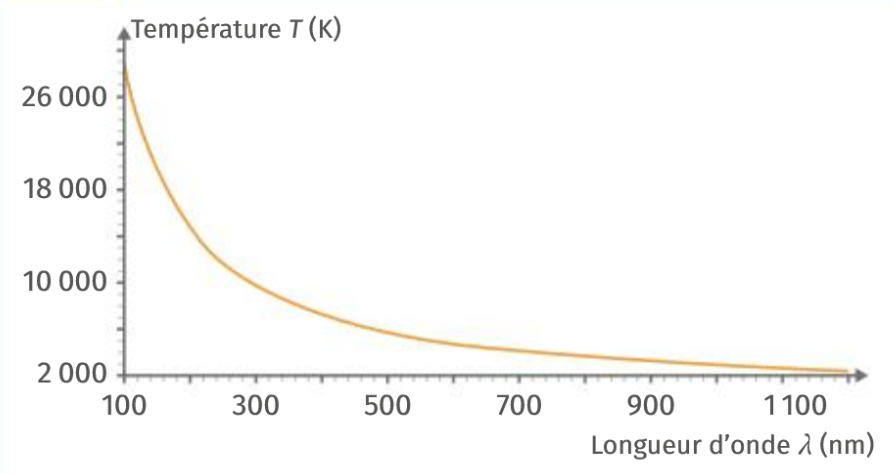 Température T (K)
26 000
18 000
10 000
2 000
100 300 500 700 900 1 100
Longueur d’onde λ (nm)